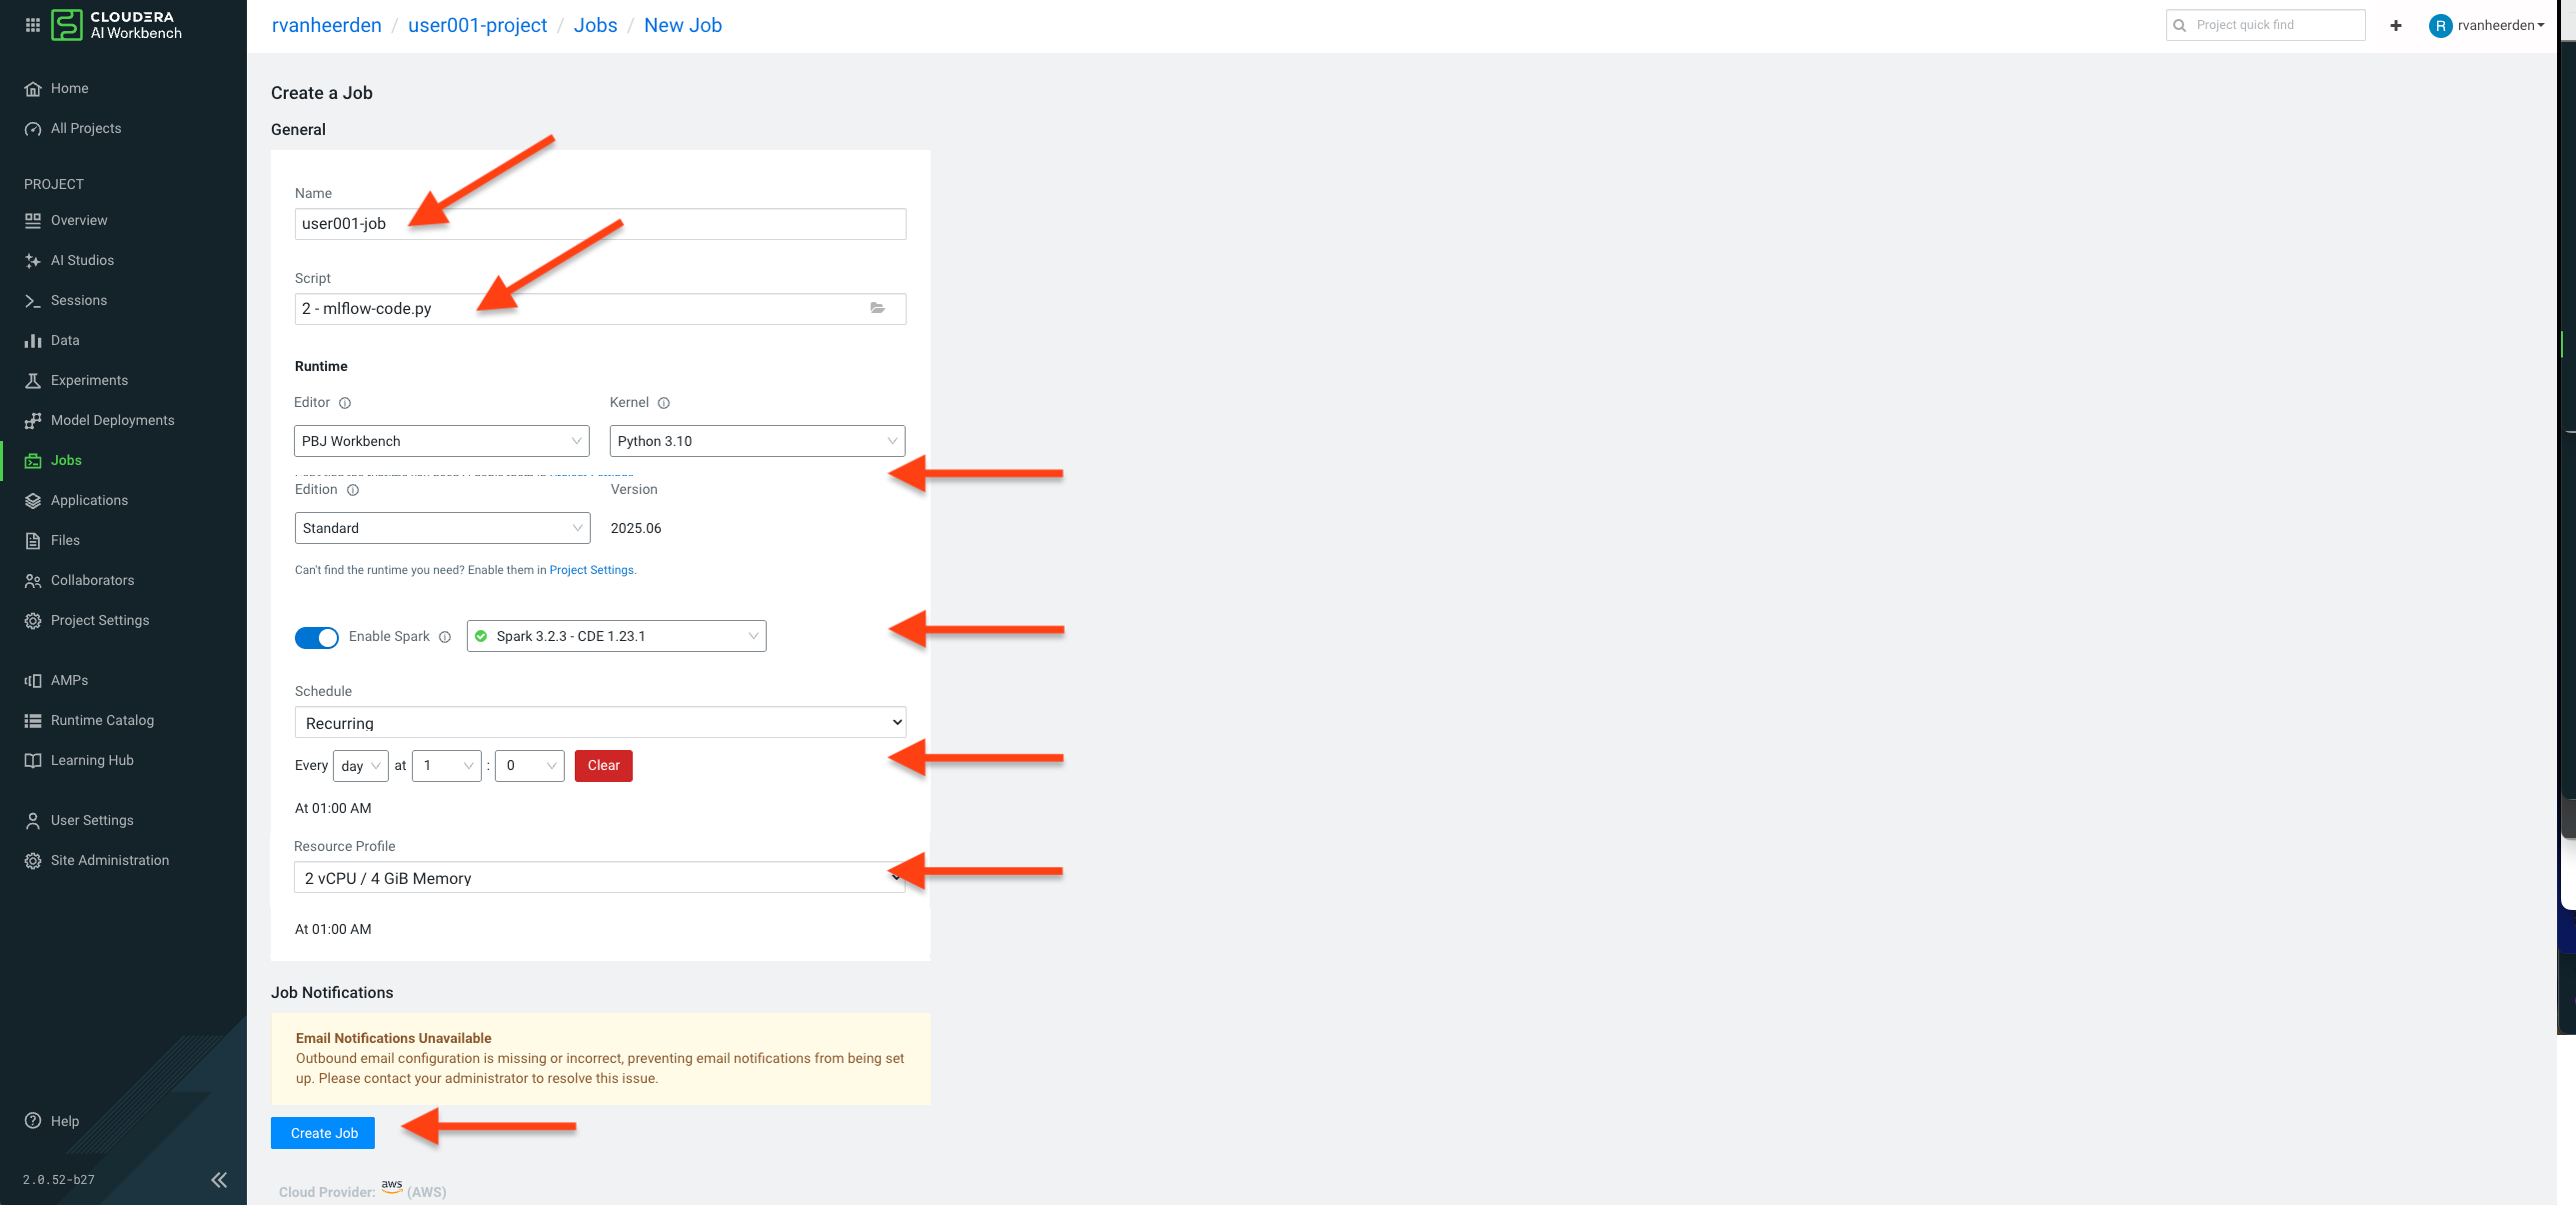 CLOUDERA
AI Workbench
rvanheerden / user001-project / Jobs / New Job
Project quick find
R rvanheerden
Home
All Projects
PROJECT
Overview
AI Studios
Sessions
Data
Experiments
Model Deployments
Jobs
Applications
Files
Collaborators
Project Settings
AMPs
Runtime Catalog
Learning Hub
User Settings
Site Administration
Help
2.0.52-b27
Create a Job
General
Name
user001-job
Script
2 - mlflow-code.py
Runtime
Editor Kernel
PBJ Workbench Python 3.10
Edition Version
Standard 2025.06
Can't find the runtime you need? Enable them in Project Settings.
Enable Spark Spark 3.2.3 - CDE 1.23.1
Schedule
Recurring
Every day at 1 : 0 Clear
At 01:00 AM
Resource Profile
2 vCPU / 4 GiB Memory
At 01:00 AM
Job Notifications
Email Notifications Unavailable
Outbound email configuration is missing or incorrect, preventing email notifications from being set
up. Please contact your administrator to resolve this issue.
Create Job
Cloud Provider: aws (AWS)